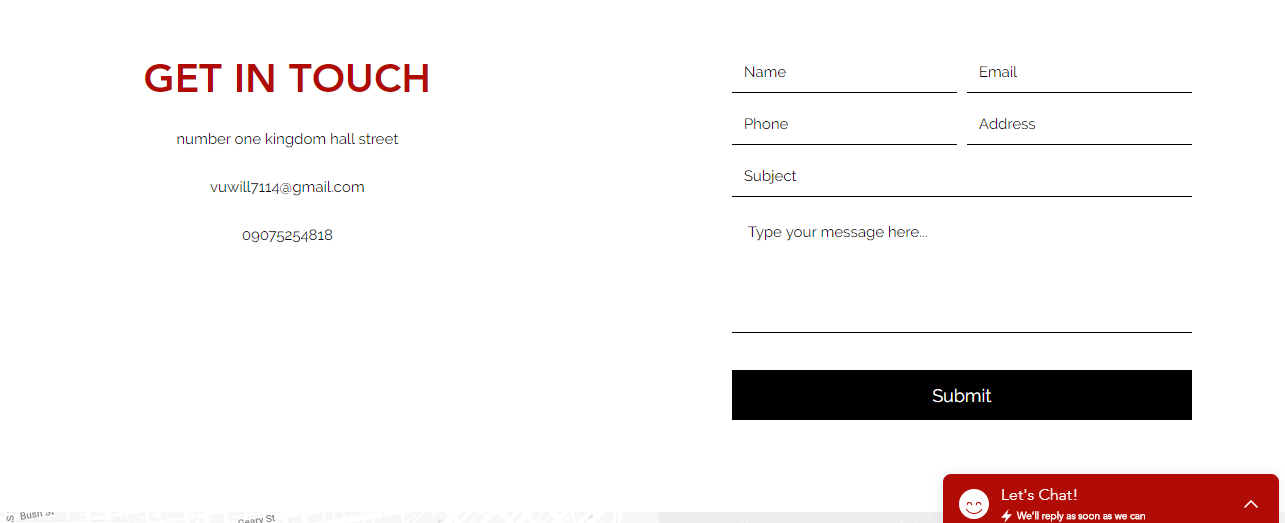 GET IN TOUCH
number one kingdom hall street
vuwill7114@gmail.com
09075254818
Name
Email
Phone
Address
Subject
Type your message here...
Submit
Let's Chat!
We'll reply as soon as we can
Bush St
Geary St